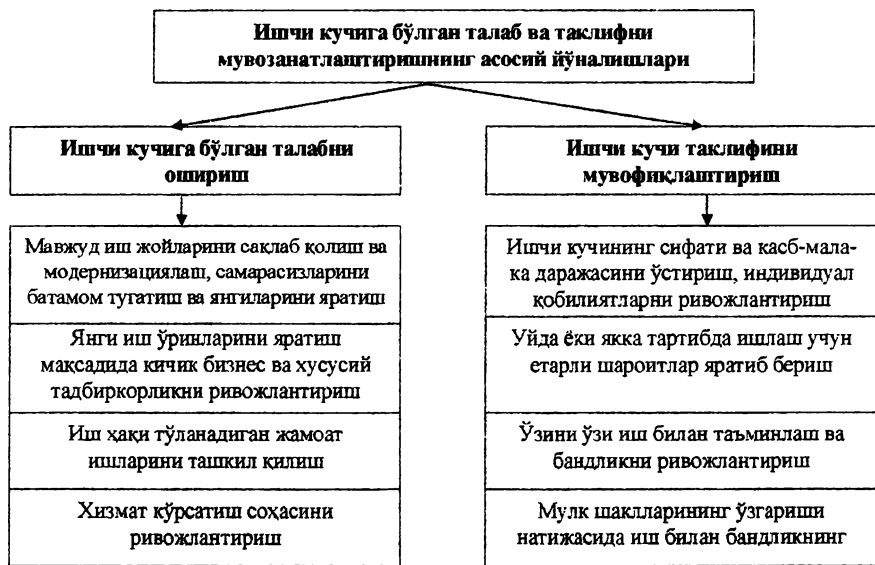 Ишчи кучига бўлган талаб ва таклифни
мувозанатлаштиришнинг асосий йўналишлари
Ишчи кучига бўлган талабни
ошириш
Мавжуд иш жойларини сақлаб қолиш ва
модернизациялаш, самарасизларини
батамом тугатиш ва янгиларини яратиш
Янги иш ўринларини яратиш
мақсадида кичик бизнес ва хусусий
тадбиркорликни ривожлантириш
Иш ҳақи тўланадиган жамоат
ишларини ташкил қилиш
Хизмат кўрсатиш соҳасини
ривожлантириш
Ишчи кучи таклифини
мувофиқлаштириш
Ишчи кучининг сифати ва касб-мала-
ка даражасини ўстириш, индивидуал
қобилиятларни ривожлантириш
Уйда ёки якка тартибда ишлаш учун
етарли шароитлар яратиб бериш
Ўзини ўзи иш билан таъминлаш ва
бандликни ривожлантириш
Мулк шаклларининг ўзгариши
натижасида иш билан бандликнинг